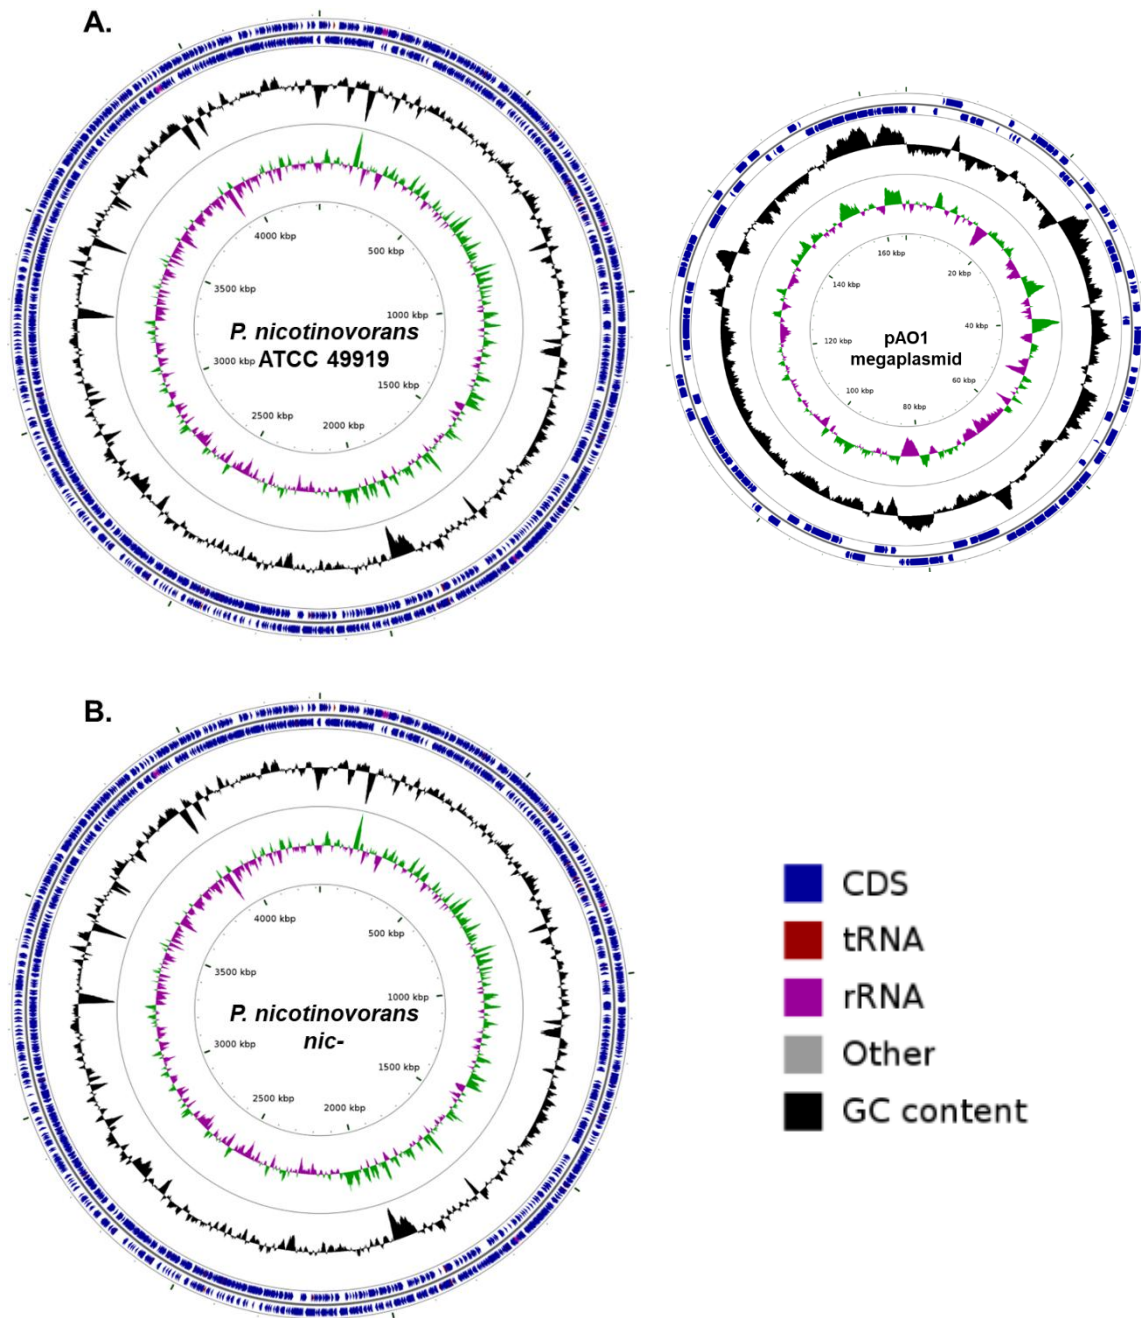 A.
4000 kbp
500 kbp
3500 kbp
1000 kbp
P. nicotinovorans
ATCC 49919
3000 kbp
1500 kbp
2500 kbp
2000 kbp
160 kbp
20 kbp
140 kbp
40 kbp
pAO1
megaplasmid
120 kbp
60 kbp
100 kbp
80 kbp
B.
4000 kbp
500 kbp
3500 kbp
1000 kbp
P. nicotinovorans
nic-
3000 kbp
1500 kbp
2500 kbp
2000 kbp
CDS
tRNA
rRNA
Other
GC content